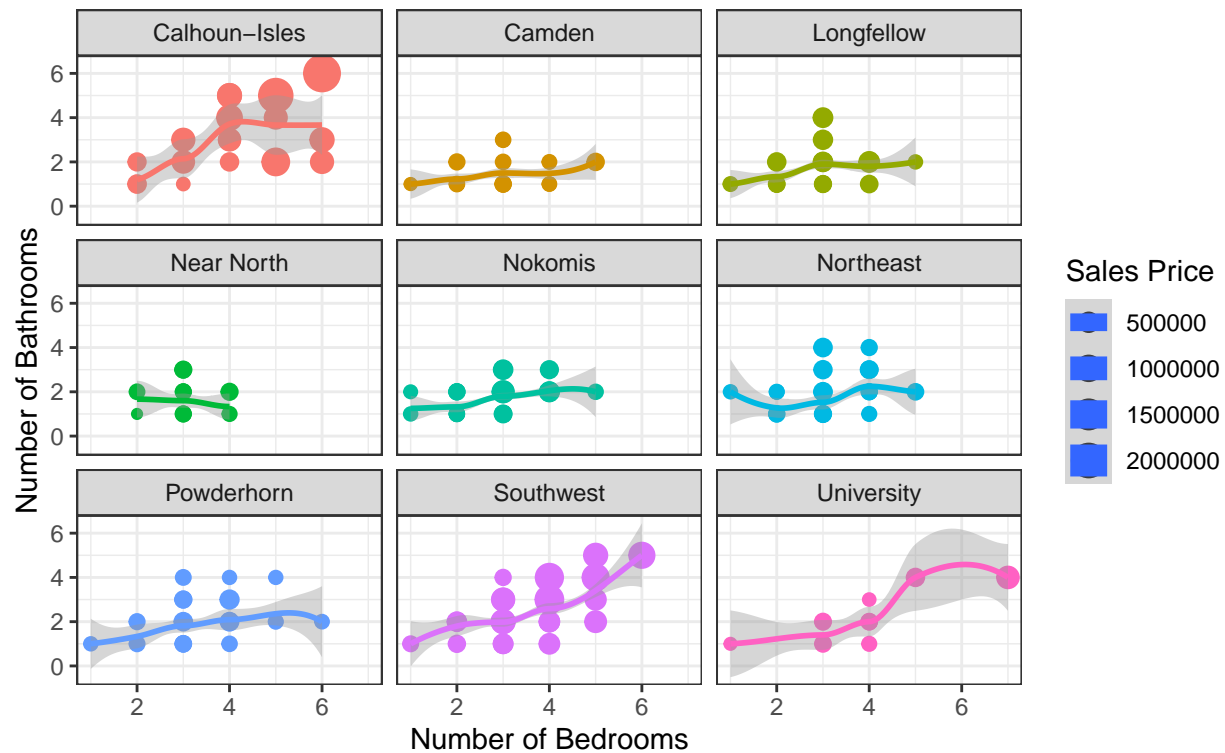 Calhoun−Isles
Camden
Longfellow
6
4
2
0
Near North
Nokomis
Northeast
6
4
2
0
Powderhorn
Southwest
University
6
4
2
0
2 4 6
2 4 6
2 4 6
Number of Bedrooms
Number of Bathrooms
Sales Price
500000
1000000
1500000
2000000